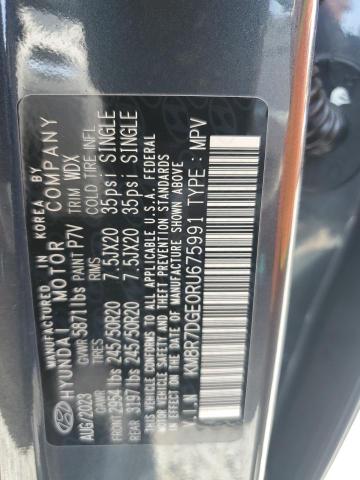 MFD. IN KOREA BY
HYUNDAI MOTOR COMPANY
AUG/2023 GVWR 5871lbs PAINT P7V TRIM WDX
GAWR TIRES RIMS COLD TIRE INFL
FRONT 2954lbs 245/50R20 7.5JX20 35psi SINGLE
REAR 3197lbs 245/50R20 7.5JX20 35psi SINGLE
THIS VEHICLE CONFORMS TO ALL APPLICABLE U.S.A. FEDERAL
MOTOR VEHICLE SAFETY, BUMPER, AND THEFT PREVENTION STANDARDS
IN EFFECT ON THE DATE OF MANUFACTURE SHOWN ABOVE.
V.I.N KM8R7DGE0RU675991 TYPE : MPV